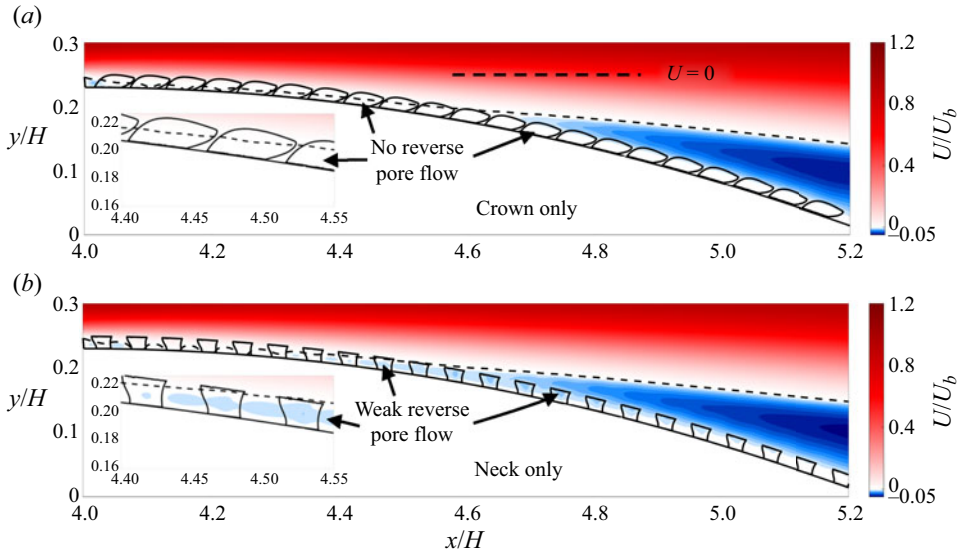 (a)
0.3
0.2
0.1
0
y/H
U = 0
0.22
0.20
0.18
0.16
4.40 4.45 4.50 4.55
No reverse
pore flow
Crown only
4.0 4.2 4.4 4.6 4.8 5.0 5.2
1.2
0.8
0.4
0
–0.05
U/U_b
(b)
0.3
0.2
0.1
0
y/H
0.22
0.20
0.18
0.16
4.40 4.45 4.50 4.55
Weak reverse
pore flow
Neck only
4.0 4.2 4.4 4.6 4.8 5.0 5.2
x/H
1.2
0.8
0.4
0
–0.05
U/U_b